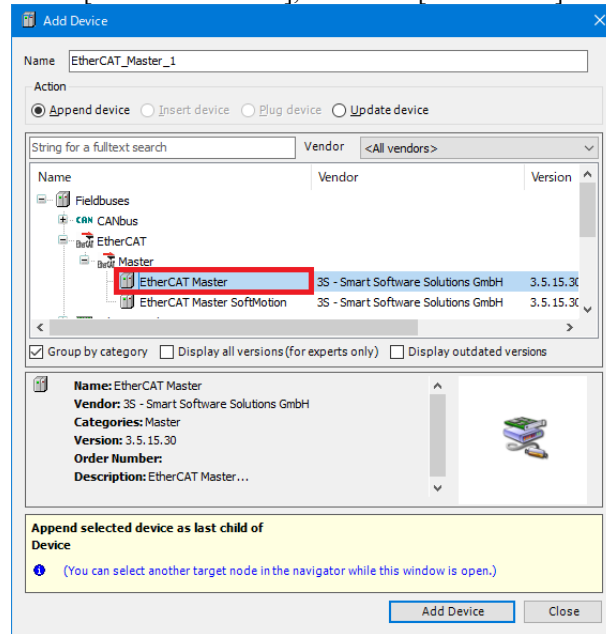 Add Device
Name EtherCAT_Master_1
Action
Append device Insert device Plug device Update device
String for a fulltext search Vendor <All vendors>
Name Vendor Version
Fieldbuses
CAN CANbus
EtherCAT
Master
EtherCAT Master 3S - Smart Software Solutions GmbH 3.5.15.30
EtherCAT Master SoftMotion 3S - Smart Software Solutions GmbH 3.5.15.30
Group by category Display all versions (for experts only) Display outdated versions
Name: EtherCAT Master
Vendor: 3S - Smart Software Solutions GmbH
Categories: Master
Version: 3.5.15.30
Order Number:
Description: EtherCAT Master...
Append selected device as last child of
Device
(You can select another target node in the navigator while this window is open.)
Add Device Close